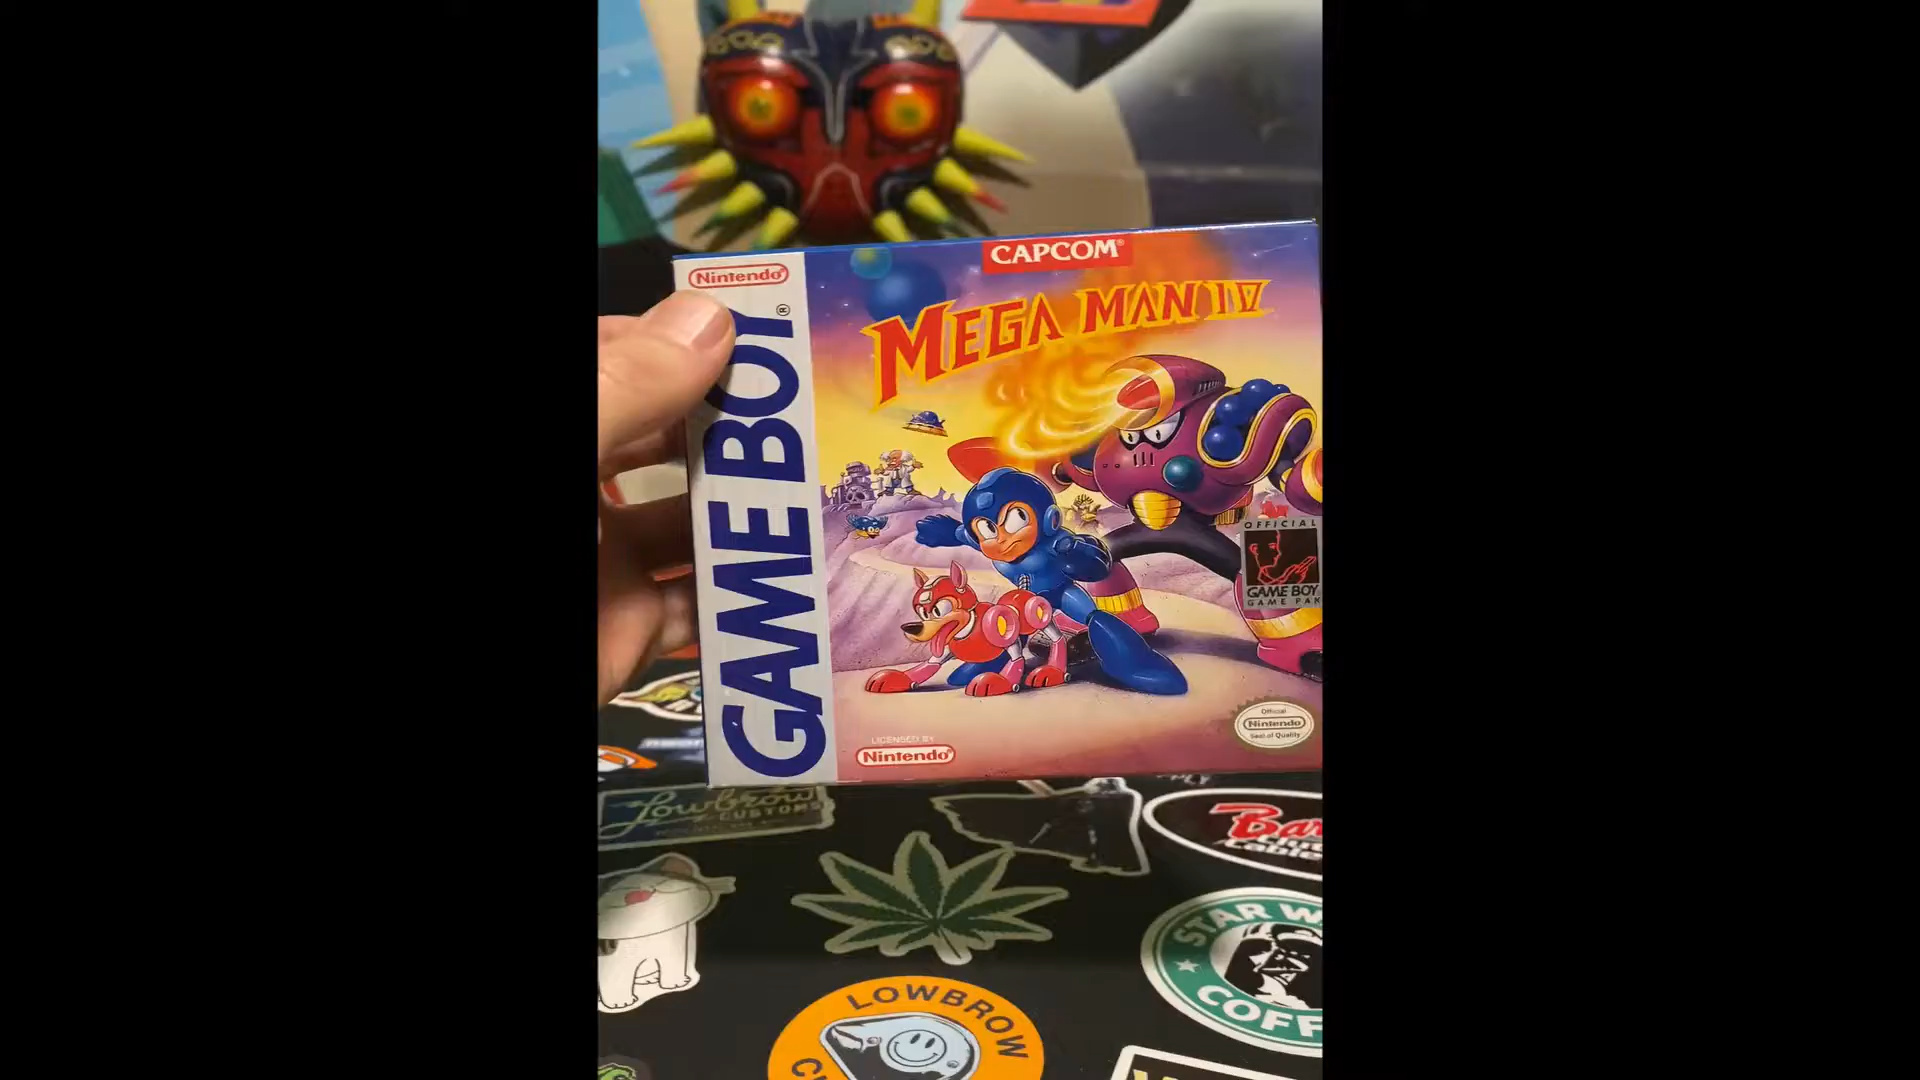 Nintendo®
GAME BOY®
CAPCOM®
MEGA MAN IV
OFFICIAL
GAME BOY
GAME PAK
Official
Nintendo
Seal of Quality
LICENSED BY
Nintendo®
Lowbrow
CUSTOMS
STAR W
COFF
LOWBROW